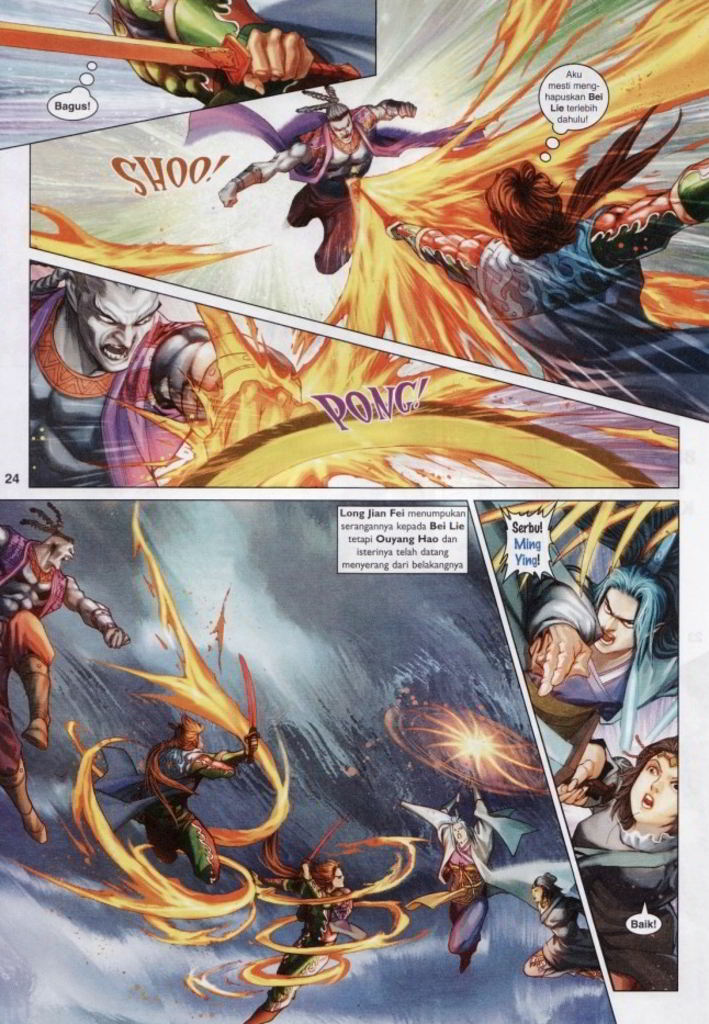 Bagus!
Aku
mesti meng-
hapuskan Bei
Lie terlebih
dahulu!
SHOO!
PONG!
24
Long Jian Fei menumpukan
serangannya kepada Bei Lie
tetapi Ouyang Hao dan
isterinya telah datang
menyerang dari belakangnya
Serbu!
Ming
Ying!
Baik!